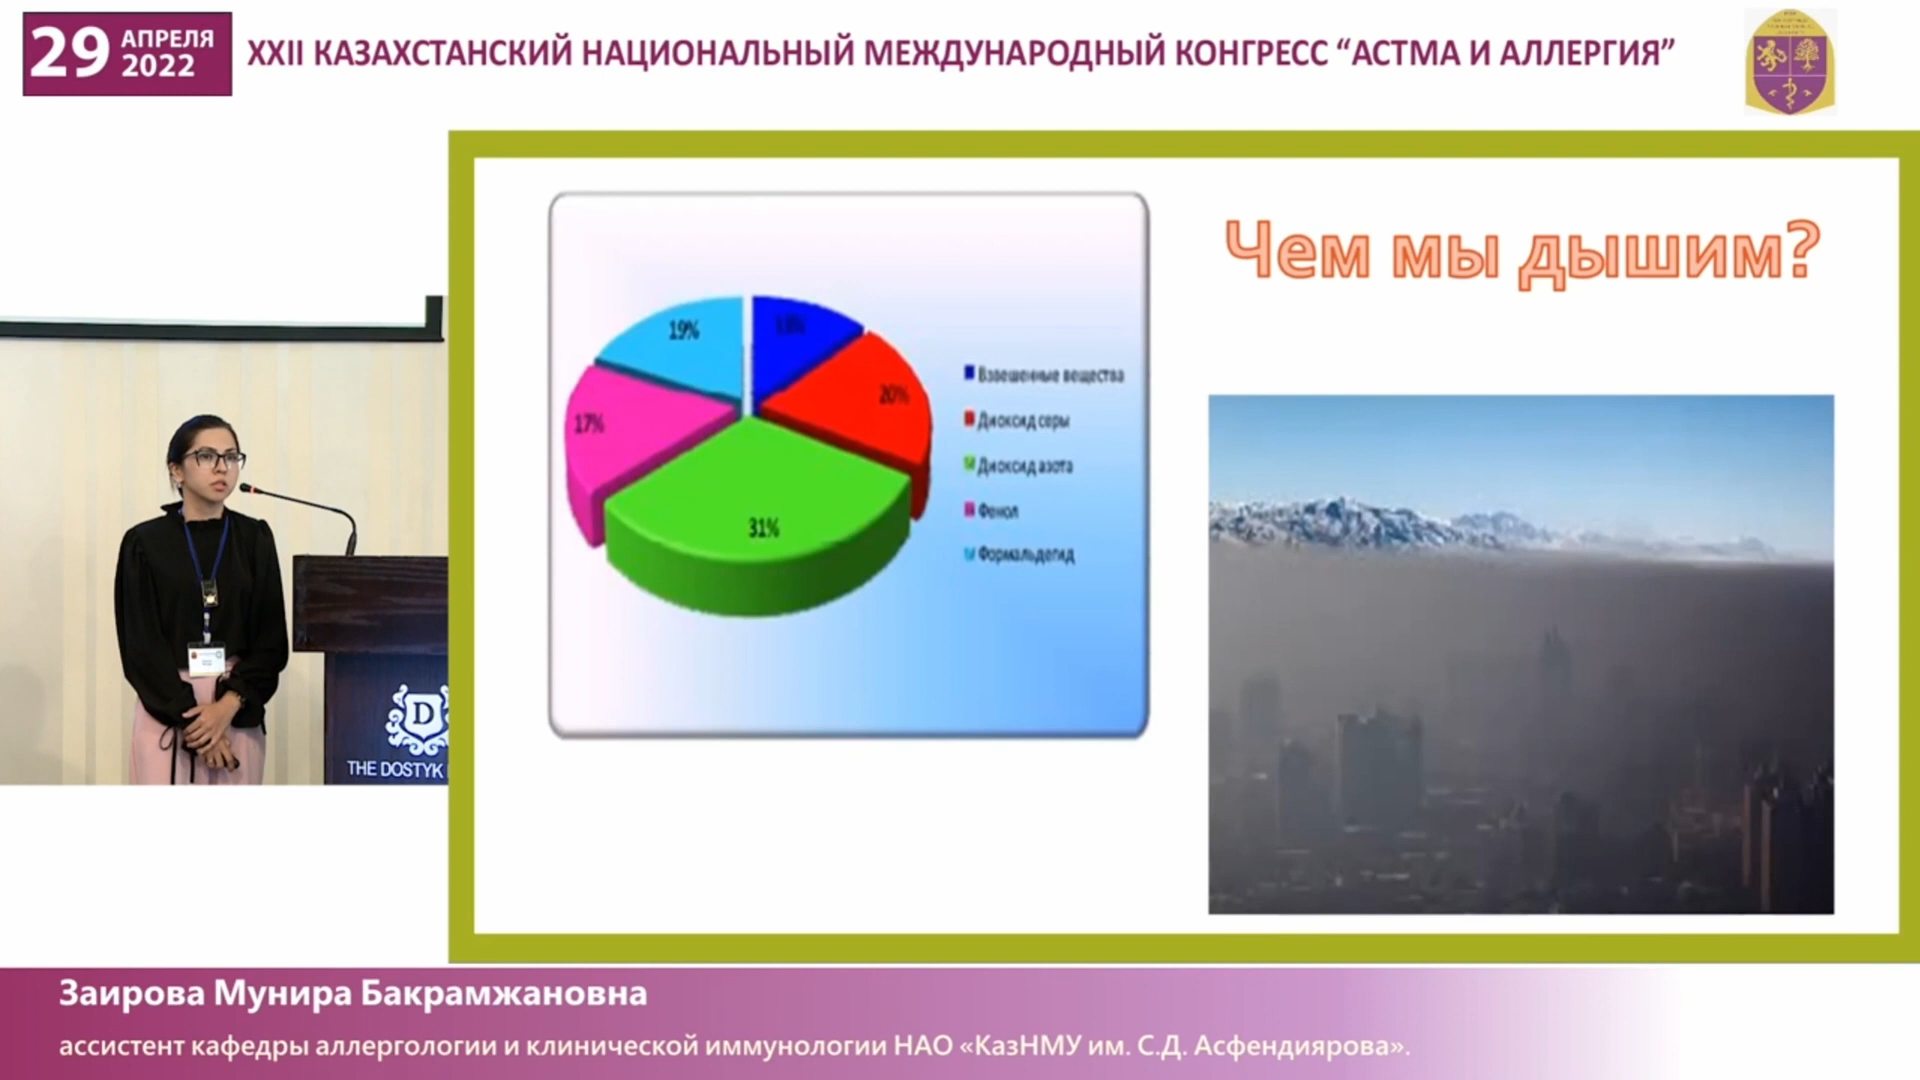 29 АПРЕЛЯ
2022
XXII КАЗАХСТАНСКИЙ НАЦИОНАЛЬНЫЙ МЕЖДУНАРОДНЫЙ КОНГРЕСС “АСТМА И АЛЛЕРГИЯ”
Чем мы дышим?
19%
13%
20%
17%
31%
Взвешенные вещества
Диоксид серы
Диоксид азота
Фенол
Формальдегид
D
THE DOSTYK
Заирова Мунира Бакрамжановна
ассистент кафедры аллергологии и клинической иммунологии НАО «КазНМУ им. С.Д. Асфендиярова».